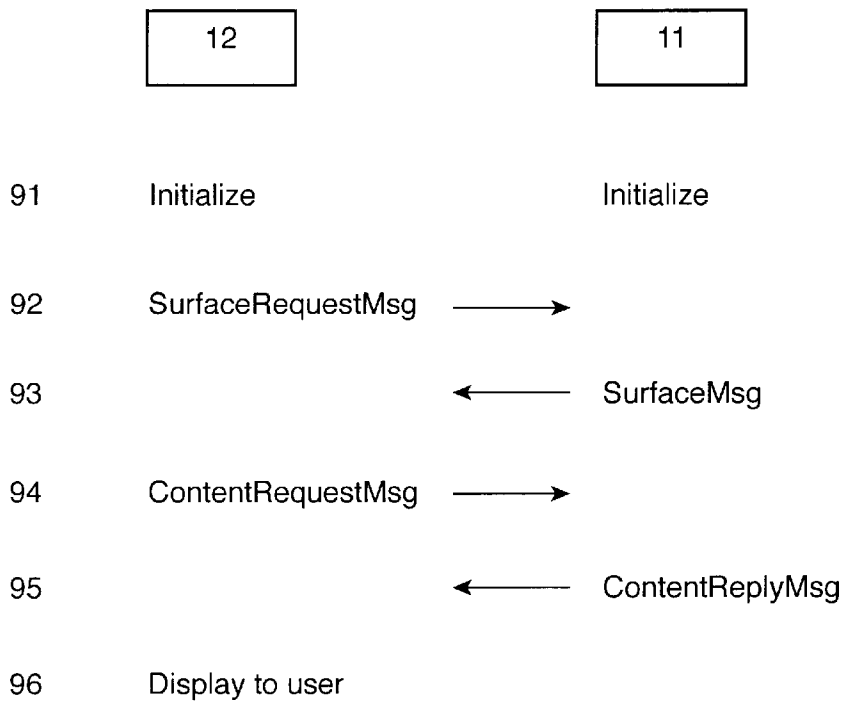 12 11
91 Initialize Initialize
92 SurfaceRequestMsg
93 SurfaceMsg
94 ContentRequestMsg
95 ContentReplyMsg
96 Display to user